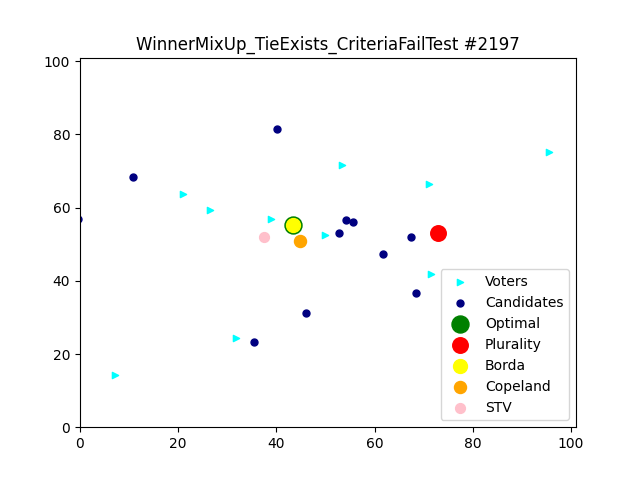 WinnerMixUp_TieExists_CriteriaFailTest #2197
100
80
60
40
20
0
0
20
40
60
80
100
Voters
Candidates
Optimal
Plurality
Borda
Copeland
STV